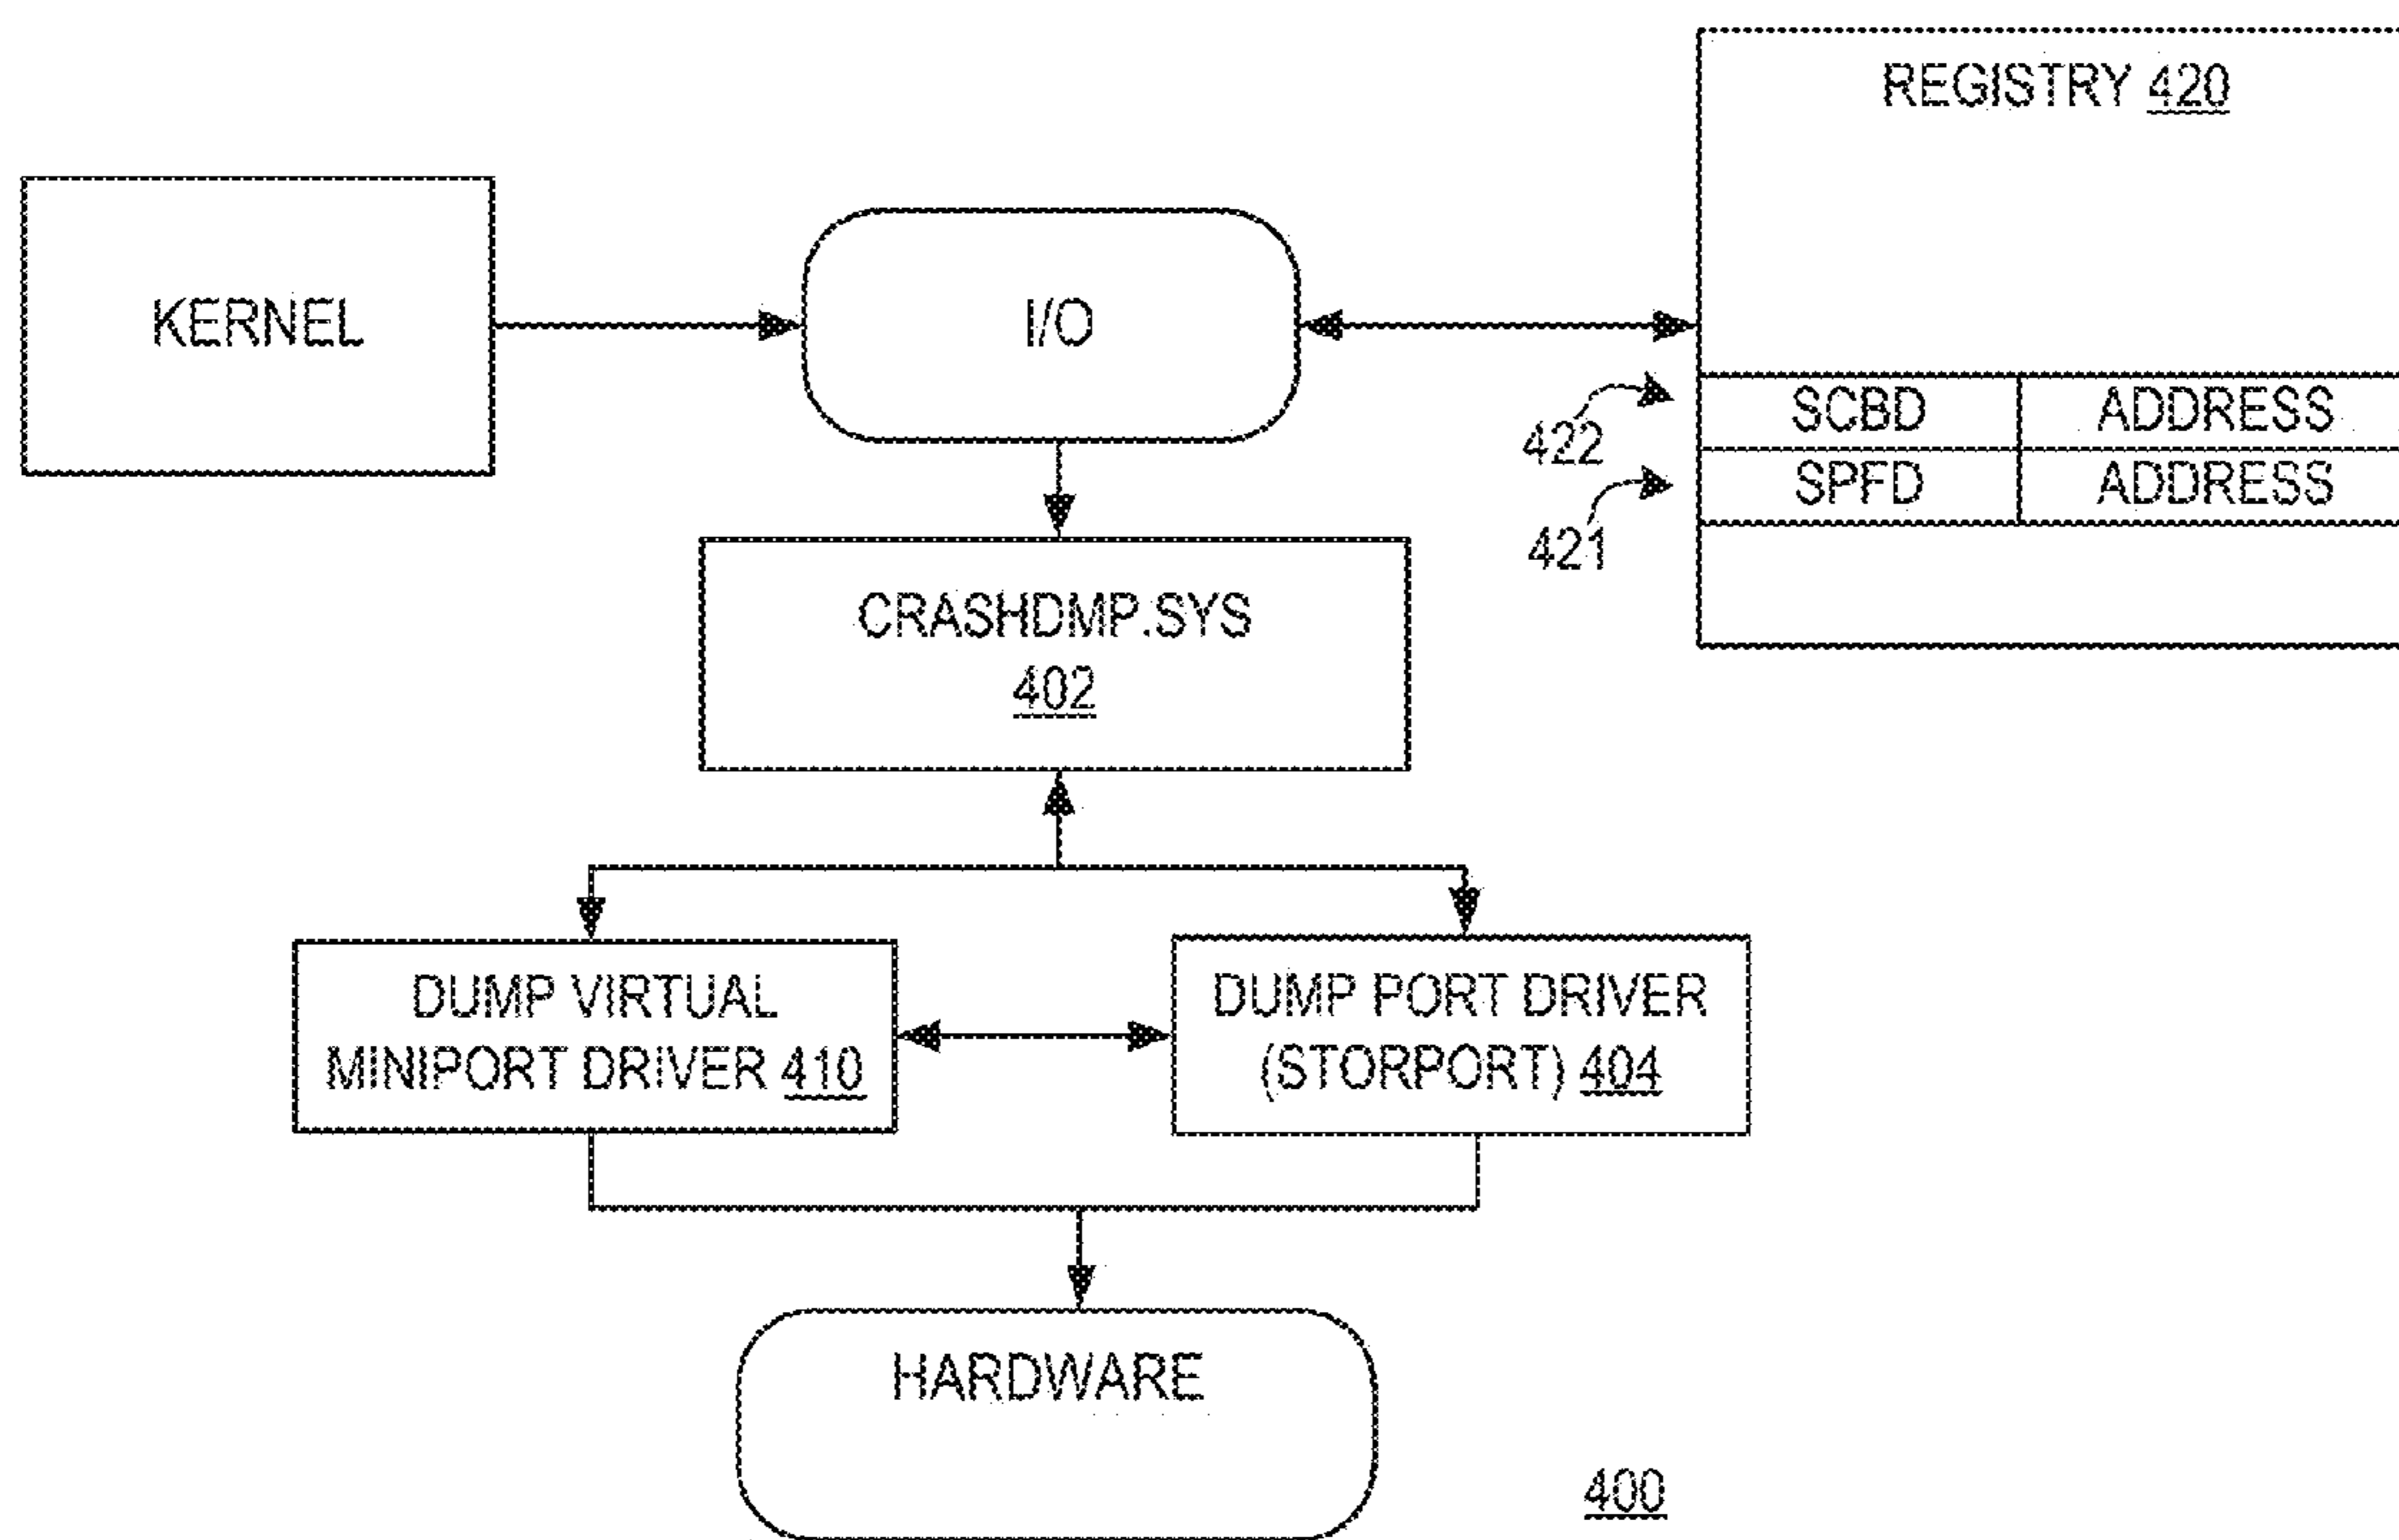 REGISTRY 420
KERNEL
I/O
422
SCBD ADDRESS
421
SPFD ADDRESS
CRASHDMP.SYS
402
DUMP VIRTUAL
MINIPORT DRIVER 410
DUMP PORT DRIVER
(STORPORT) 404
HARDWARE
400